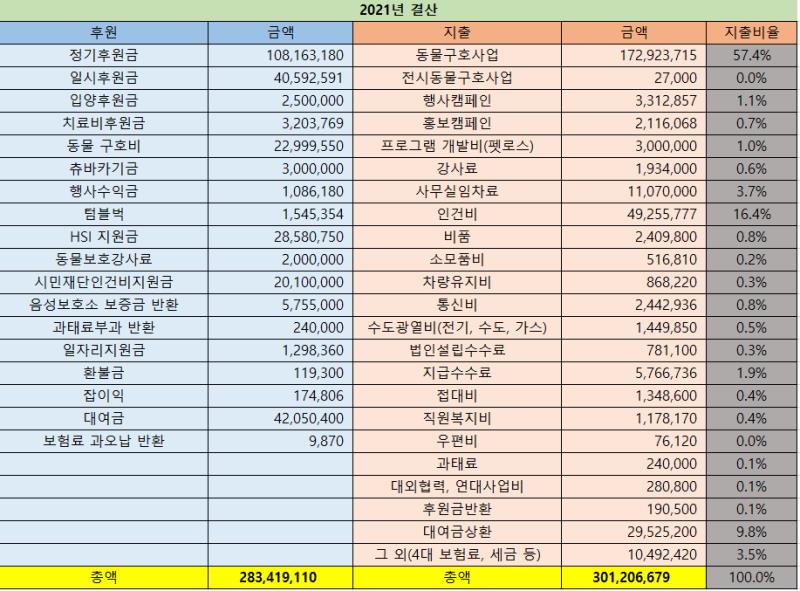 2021년 결산
후원 금액 지출 금액 지출비율
정기후원금 108,163,180 동물구호사업 172,923,715 57.4%
일시후원금 40,592,591 전시동물구호사업 27,000 0.0%
입양후원금 2,500,000 행사캠페인 3,312,857 1.1%
치료비후원금 3,203,769 홍보캠페인 2,116,068 0.7%
동물 구호비 22,999,550 프로그램 개발비(펫로스) 3,000,000 1.0%
츄바카기금 3,000,000 강사료 1,934,000 0.6%
행사수익금 1,086,180 사무실임차료 11,070,000 3.7%
텀블벅 1,545,354 인건비 49,255,777 16.4%
HSI 지원금 28,580,750 비품 2,409,800 0.8%
동물보호강사료 2,000,000 소모품비 516,810 0.2%
시민재단인건비지원금 20,100,000 차량유지비 868,220 0.3%
음성보호소 보증금 반환 5,755,000 통신비 2,442,936 0.8%
과태료부과 반환 240,000 수도광열비(전기, 수도, 가스) 1,449,850 0.5%
일자리지원금 1,298,360 법인설립수수료 781,100 0.3%
환불금 119,300 지급수수료 5,766,736 1.9%
잡이익 174,806 접대비 1,348,600 0.4%
대여금 42,050,400 직원복지비 1,178,170 0.4%
보험료 과오납 반환 9,870 우편비 76,120 0.0%
과태료 240,000 0.1%
대외협력, 연대사업비 280,800 0.1%
후원금반환 190,500 0.1%
대여금상환 29,525,200 9.8%
그 외(4대 보험료, 세금 등) 10,492,420 3.5%
총액 283,419,110 총액 301,206,679 100.0%